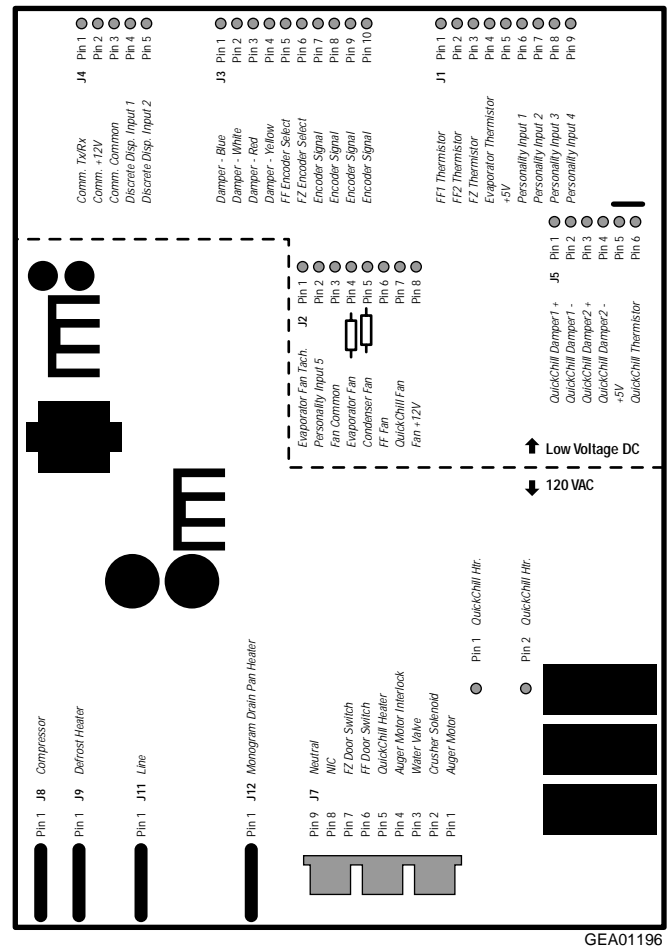 J4
Pin 1 Comm. Tx/Rx
Pin 2 Comm. +12V
Pin 3 Comm. Common
Pin 4 Discrete Disp. Input 1
Pin 5 Discrete Disp. Input 2
J3
Pin 1 Damper - Blue
Pin 2 Damper - White
Pin 3 Damper - Red
Pin 4 Damper - Yellow
Pin 5 FF Encoder Select
Pin 6 FZ Encoder Select
Pin 7 Encoder Signal
Pin 8 Encoder Signal
Pin 9 Encoder Signal
Pin 10 Encoder Signal
J1
Pin 1 FF1 Thermistor
Pin 2 FF2 Thermistor
Pin 3 FZ Thermistor
Pin 4 Evaporator Thermistor
Pin 5 +5V
Pin 6 Personality Input 1
Pin 7 Personality Input 2
Pin 8 Personality Input 3
Pin 9 Personality Input 4
J2
Pin 1 Evaporator Fan Tach.
Pin 2 Personality Input 5
Pin 3 Fan Common
Pin 4 Evaporator Fan
Pin 5 Condenser Fan
Pin 6 FF Fan
Pin 7 QuickChill Fan
Pin 8 Fan +12V
J5
Pin 1 QuickChill Damper1 +
Pin 2 QuickChill Damper1 -
Pin 3 QuickChill Damper2 +
Pin 4 QuickChill Damper2 -
Pin 5 +5V
Pin 6 QuickChill Thermistor
Low Voltage DC
120 VAC
Pin 1 QuickChill Htr.
Pin 2 QuickChill Htr.
Pin 1 J8 Compressor
Pin 1 J9 Defrost Heater
Pin 1 J11 Line
Pin 1 J12 Monogram Drain Pan Heater
J7
Pin 9 Neutral
Pin 8 NIC
Pin 7 FZ Door Switch
Pin 6 FF Door Switch
Pin 5 QuickChill Heater
Pin 4 Auger Motor Interlock
Pin 3 Water Valve
Pin 2 Crusher Solenoid
Pin 1 Auger Motor
GEA01196